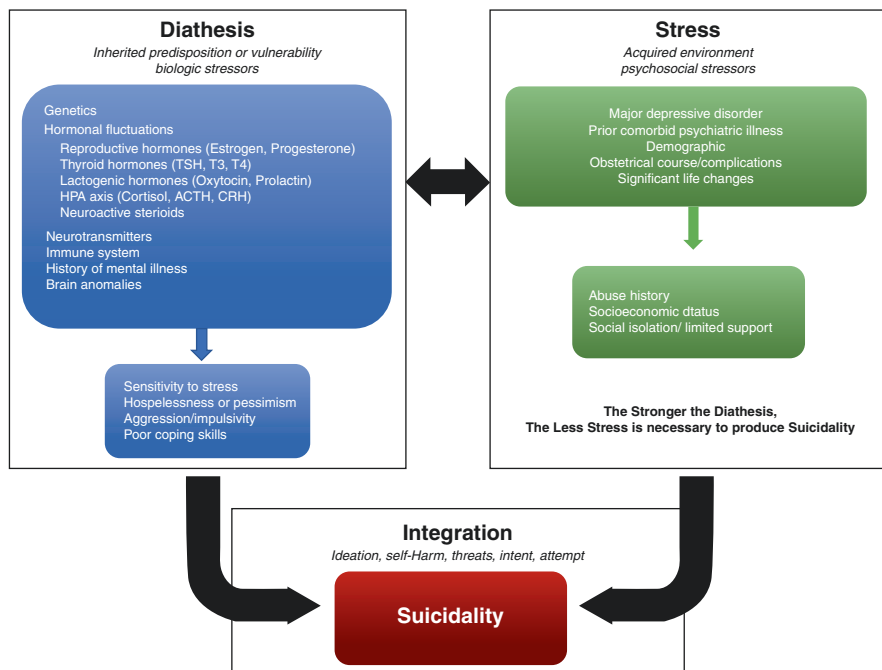 Diathesis
Inherited predisposition or vulnerability
biologic stressors
Genetics
Hormonal fluctuations
Reproductive hormones (Estrogen, Progesterone)
Thyroid hormones (TSH, T3, T4)
Lactogenic hormones (Oxytocin, Prolactin)
HPA axis (Cortisol, ACTH, CRH)
Neuroactive sterioids
Neurotransmitters
Immune system
History of mental illness
Brain anomalies
Sensitivity to stress
Hospelessness or pessimism
Aggression/impulsivity
Poor coping skills
Stress
Acquired environment
psychosocial stressors
Major depressive disorder
Prior comorbid psychiatric illness
Demographic
Obstetrical course/complications
Significant life changes
Abuse history
Socioeconomic dtatus
Social isolation/ limited support
The Stronger the Diathesis,
The Less Stress is necessary to produce Suicidality
Integration
Ideation, self-Harm, threats, intent, attempt
Suicidality